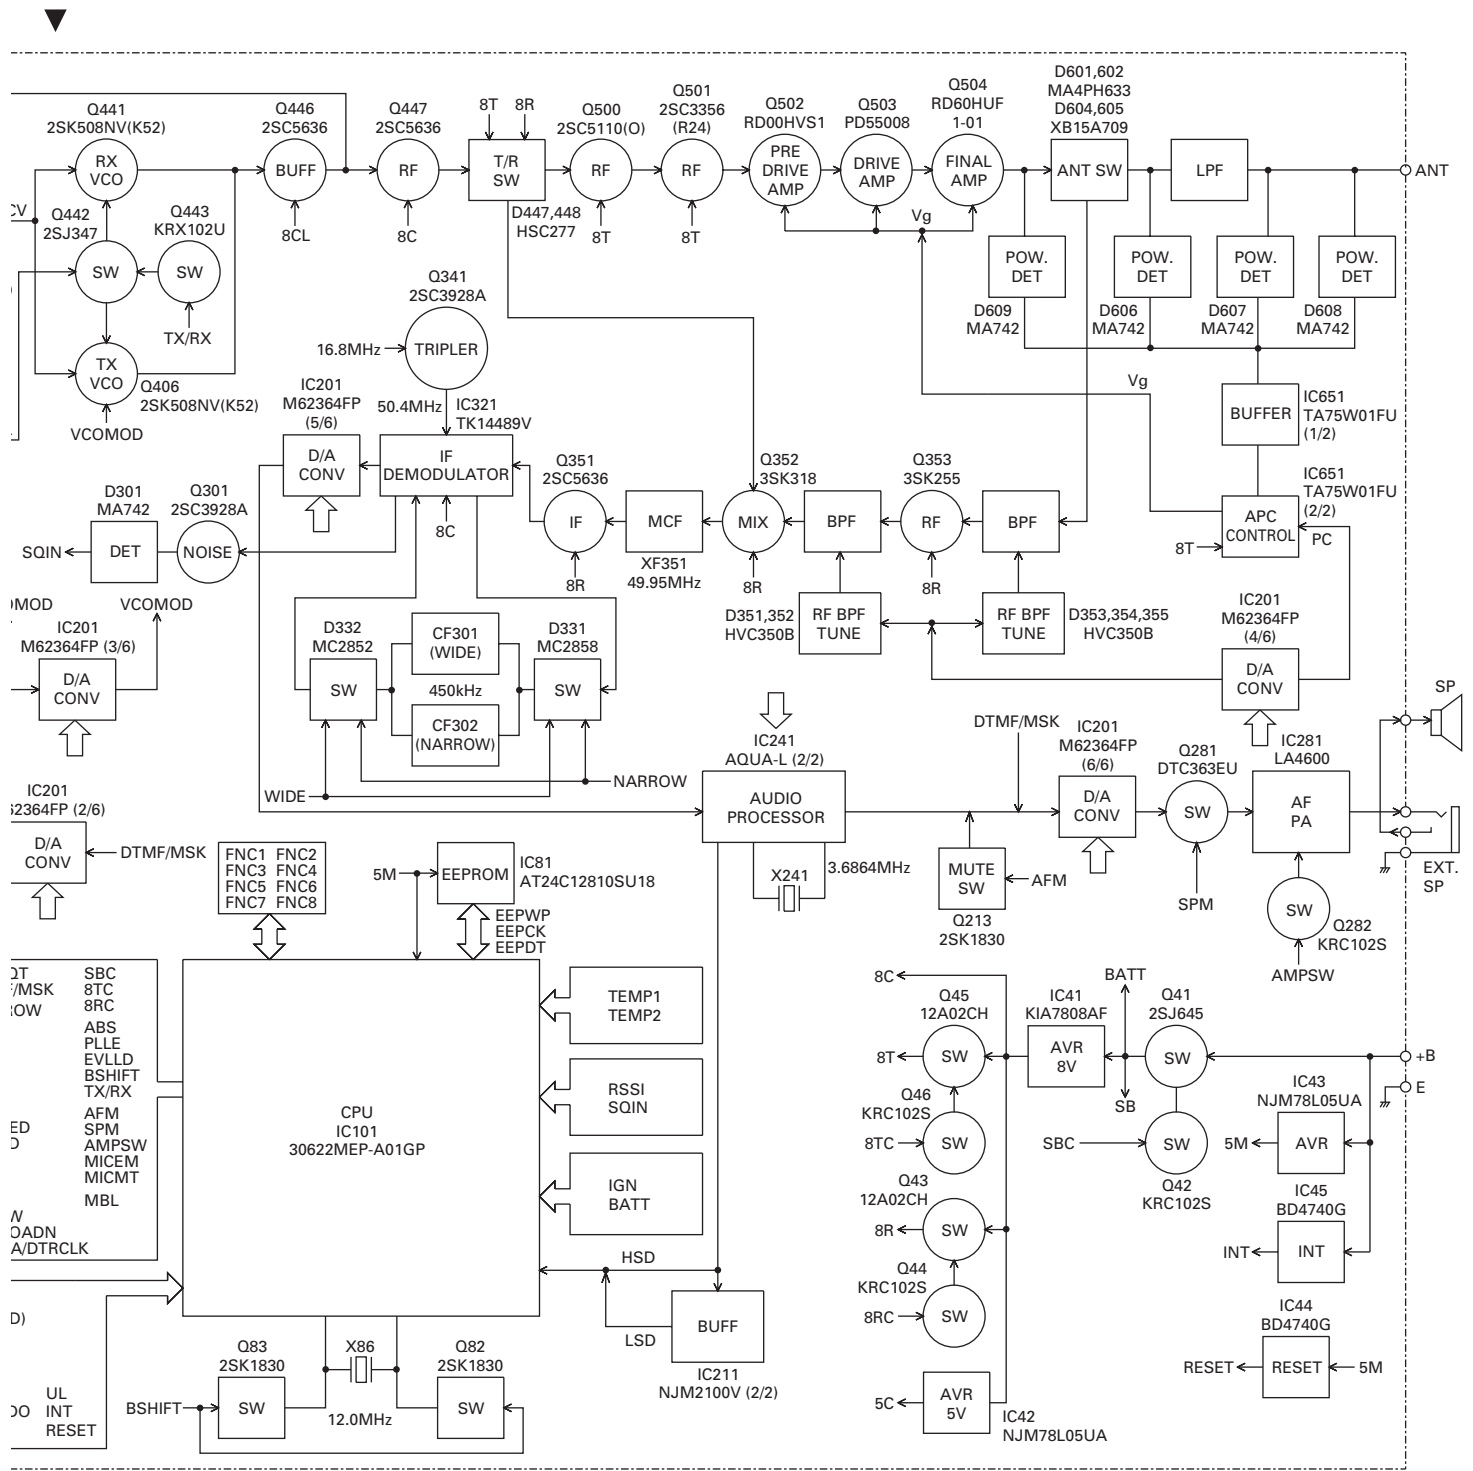 Q441
2SK508NV(K52)
RX
VCO
Q446
2SC5636
BUFF
8CL
Q447
2SC5636
RF
8C
8T
8R
T/R
SW
D447,448
HSC277
Q500
2SC5110(O)
RF
8T
Q501
2SC3356
(R24)
RF
8T
Q502
RD00HVS1
PRE
DRIVE
AMP
Q503
PD55008
DRIVE
AMP
Q504
RD60HUF
1-01
FINAL
AMP
Vg
D601,602
MA4PH633
D604,605
XB15A709
ANT SW
LPF
ANT
CV
Q442
2SJ347
SW
Q443
KRX102U
SW
TX/RX
TX
VCO
Q406
2SK508NV(K52)
VCOMOD
Q341
2SC3928A
16.8MHz
TRIPLER
50.4MHz
POW.
DET
D609
MA742
POW.
DET
D606
MA742
POW.
DET
D607
MA742
POW.
DET
D608
MA742
Vg
BUFFER
IC651
TA75W01FU
(1/2)
IC651
TA75W01FU
(2/2)
APC
CONTROL
8T
PC
IC201
M62364FP
(5/6)
D/A
CONV
IC321
TK14489V
IF
DEMODULATOR
8C
Q351
2SC5636
IF
8R
MCF
XF351
49.95MHz
Q352
3SK318
MIX
8R
BPF
Q353
3SK255
RF
8R
BPF
D351,352
HVC350B
RF BPF
TUNE
RF BPF
TUNE
D353,354,355
HVC350B
IC201
M62364FP
(4/6)
D/A
CONV
D301
MA742
SQIN
DET
Q301
2SC3928A
NOISE
OMOD
VCOMOD
IC201
M62364FP (3/6)
D/A
CONV
D332
MC2852
SW
CF301
(WIDE)
450kHz
CF302
(NARROW)
D331
MC2858
SW
NARROW
WIDE
IC201
62364FP (2/6)
D/A
CONV
DTMF/MSK
IC241
AQUA-L (2/2)
AUDIO
PROCESSOR
X241
3.6864MHz
DTMF/MSK
MUTE
SW
AFM
Q213
2SK1830
IC201
M62364FP
(6/6)
D/A
CONV
Q281
DTC363EU
SW
SPM
IC281
LA4600
AF
PA
SW
Q282
KRC102S
AMPSW
SP
EXT.
SP
FNC1 FNC2
FNC3 FNC4
FNC5 FNC6
FNC7 FNC8
5M
EEPROM
IC81
AT24C12810SU18
EEPWP
EEPCK
EEPDT
QT
F/MSK
OW
SBC
8TC
8RC
ABS
PLLE
EVLLD
BSHIFT
TX/RX
AFM
SPM
AMPSW
MICEM
MICMT
MBL
ED
D
W
OADN
A/DTRCLK
CPU
IC101
30622MEP-A01GP
TEMP1
TEMP2
RSSI
SQIN
IGN
BATT
HSD
LSD
BUFF
IC211
NJM2100V (2/2)
D)
UL
DO INT
RESET
BSHIFT
Q83
2SK1830
SW
X86
12.0MHz
Q82
2SK1830
SW
8C
Q45
12A02CH
8T
SW
Q46
KRC102S
8TC
SW
Q43
12A02CH
8R
SW
Q44
KRC102S
8RC
SW
5C
AVR
5V
IC42
NJM78L05UA
IC41
KIA7808AF
AVR
8V
BATT
SB
Q41
2SJ645
SW
SBC
SW
Q42
KRC102S
+B
E
IC43
NJM78L05UA
5M
AVR
IC45
BD4740G
INT
INT
IC44
BD4740G
RESET
RESET
5M